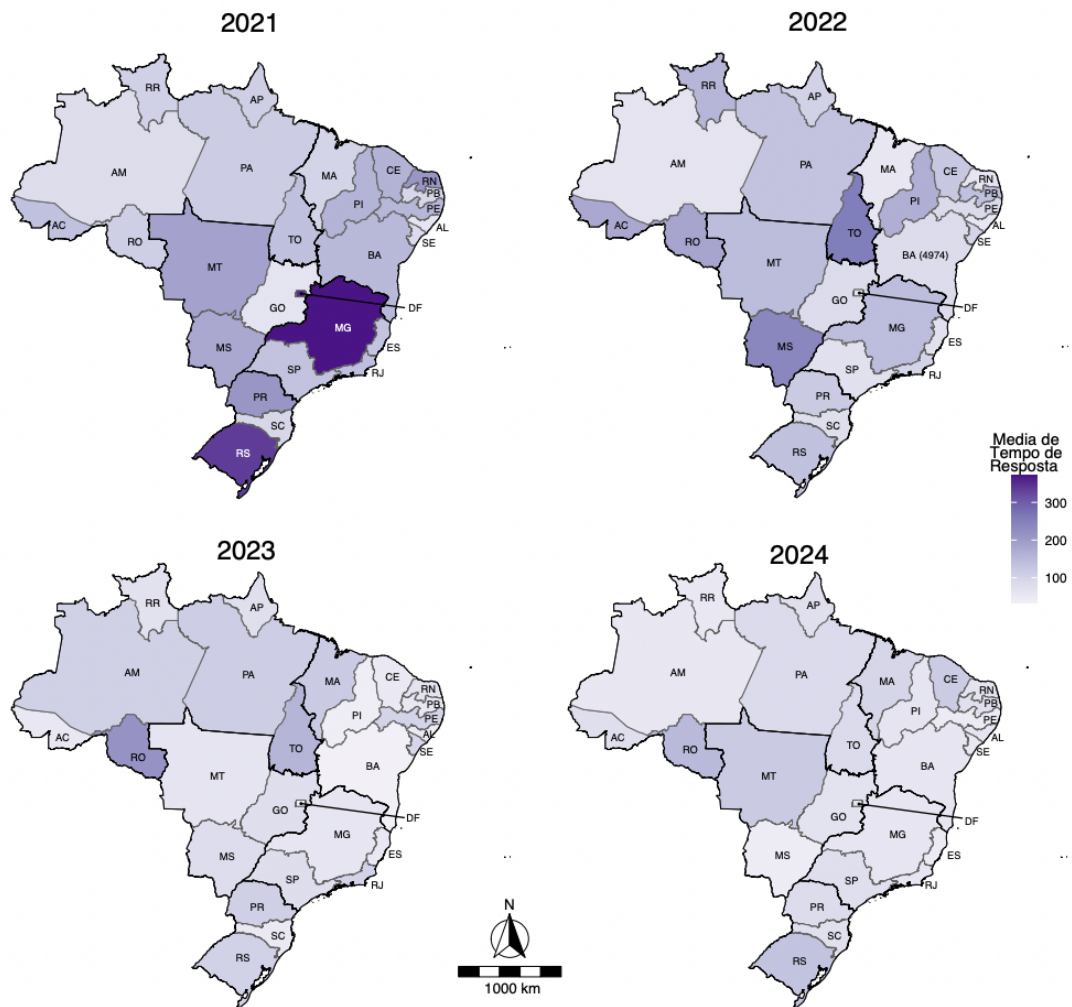 2021
2022
RR
AP
AM
PA
MA
CE
RN
PB
PE
PI
AC
RO
TO
AL
SE
BA
MT
GO
DF
MG
MS
ES
SP
RJ
PR
SC
RS
RR
AP
AM
PA
MA
CE
RN
PB
PE
PI
AC
RO
TO
AL
SE
BA (4974)
MT
GO
DF
MG
MS
ES
SP
RJ
PR
SC
RS
Media de
Tempo de
Resposta
300
200
100
2023
2024
RR
AP
AM
PA
MA
CE
RN
PB
PE
PI
AC
RO
TO
AL
SE
BA
MT
GO
DF
MG
MS
ES
SP
RJ
PR
SC
RS
RR
AP
AM
PA
MA
CE
RN
PB
PE
PI
AC
RO
TO
AL
SE
BA
MT
GO
DF
MG
MS
ES
SP
RJ
PR
SC
RS
N
1000 km